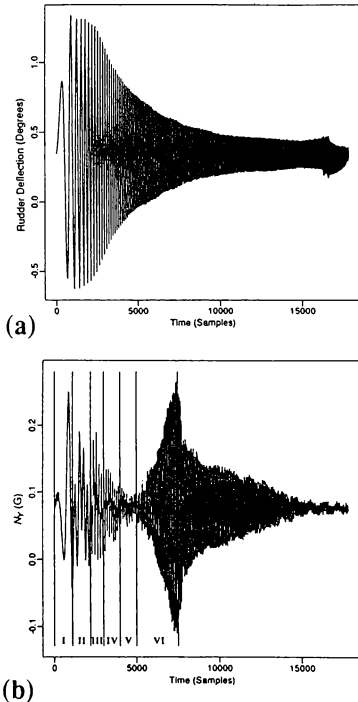 Rudder Deflection (Degrees)
1.0
0.5
0.0
-0.5
0 5000 10000 15000
Time (Samples)
(a)
N_Y (G)
0.2
0.1
0.0
-0.1
I II III IV V VI
0 5000 10000 15000
Time (Samples)
(b)